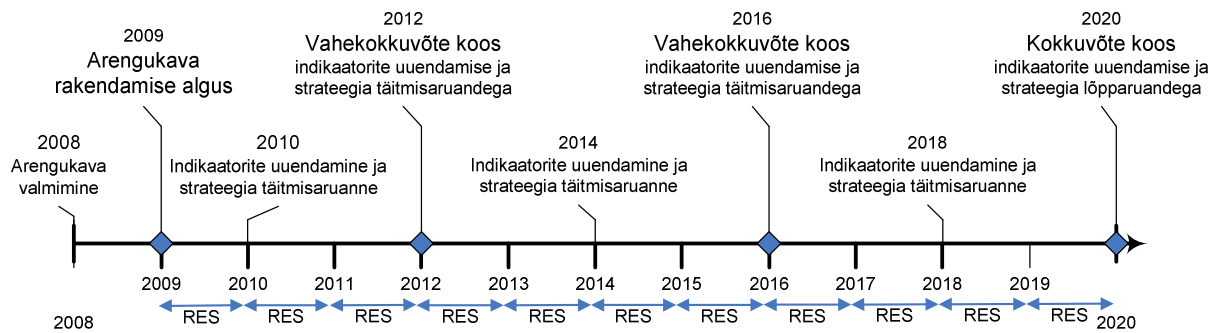 2009
Arengukava
rakendamise algus
2012
Vahekokkuvõte koos
indikaatorite uuendamise ja
strateegia täitmisaruandega
2016
Vahekokkuvõte koos
indikaatorite uuendamise ja
strateegia täitmisaruandega
2020
Kokkuvõte koos
indikaatorite uuendamise ja
strateegia lõpparuandega
2008
Arengukava
valmimine
2010
Indikaatorite uuendamine ja
strateegia täitmisaruanne
2014
Indikaatorite uuendamine ja
strateegia täitmisaruanne
2018
Indikaatorite uuendamine ja
strateegia täitmisaruanne
2009 2010 2011 2012 2013 2014 2015 2016 2017 2018 2019
RES RES RES RES RES RES RES RES RES RES RES
2008 2020